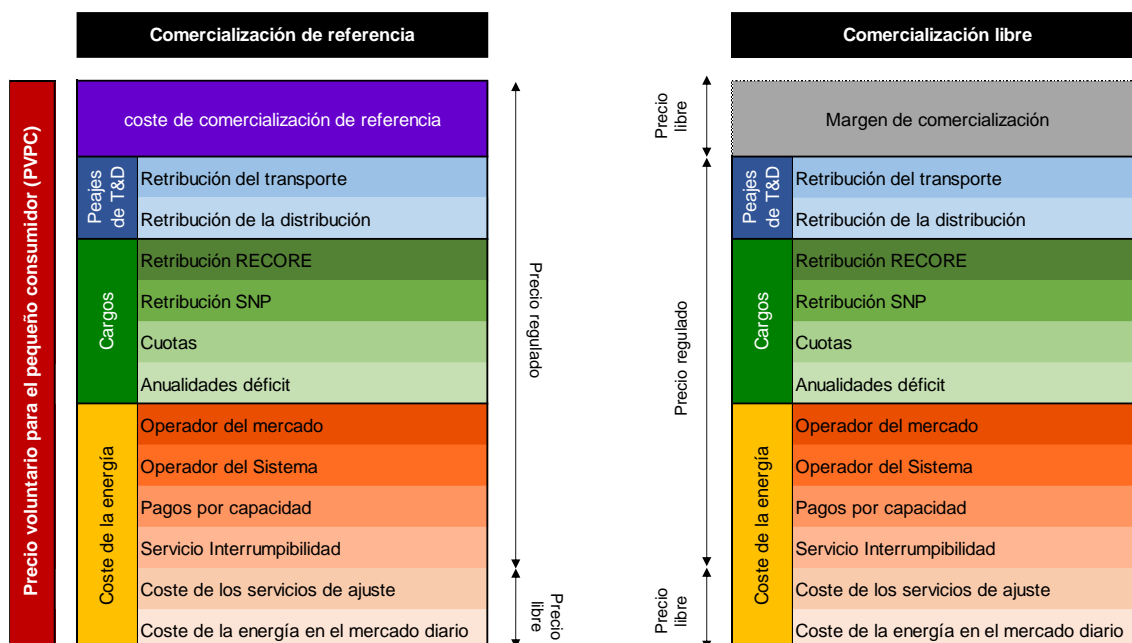 Comercialización de referencia
Comercialización libre
Precio voluntario para el pequeño consumidor (PVPC)
coste de comercialización de referencia
Peajes
de T&D
Retribución del transporte
Retribución de la distribución
Cargos
Retribución RECORE
Retribución SNP
Cuotas
Anualidades déficit
Coste de la energía
Operador del mercado
Operador del Sistema
Pagos por capacidad
Servicio Interrumpibilidad
Coste de los servicios de ajuste
Coste de la energía en el mercado diario
Precio regulado
Precio
libre
Precio
libre
Precio regulado
Precio
libre
Margen de comercialización
Peajes
de T&D
Retribución del transporte
Retribución de la distribución
Cargos
Retribución RECORE
Retribución SNP
Cuotas
Anualidades déficit
Coste de la energía
Operador del mercado
Operador del Sistema
Pagos por capacidad
Servicio Interrumpibilidad
Coste de los servicios de ajuste
Coste de la energía en el mercado diario